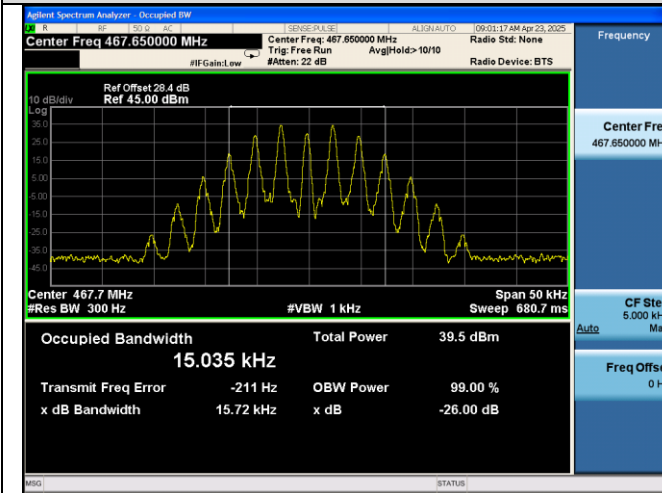 Agilent Spectrum Analyzer - Occupied BW
R RF 50 Ω AC SENSE:PULSE ALIGN AUTO 09:01:17 AM Apr 23, 2025
Center Freq 467.650000 MHz
Center Freq: 467.650000 MHz
Radio Std: None
Trig: Free Run Avg|Hold:> 10/10
#IFGain:Low #Atten: 22 dB Radio Device: BTS
Ref Offset 28.4 dB
10 dB/div Ref 45.00 dBm
Log
35.0
25.0
15.0
5.00
-5.00
-15.0
-25.0
-35.0
-45.0
Center 467.7 MHz Span 50 kHz
#Res BW 300 Hz #VBW 1 kHz Sweep 680.7 ms
Occupied Bandwidth Total Power 39.5 dBm
15.035 kHz
Transmit Freq Error -211 Hz OBW Power 99.00 %
x dB Bandwidth 15.72 kHz x dB -26.00 dB
MSG STATUS
Frequency
Center Fre
467.650000 MH
CF Ste
5.000 kH
Auto Ma
Freq Offse
0 H